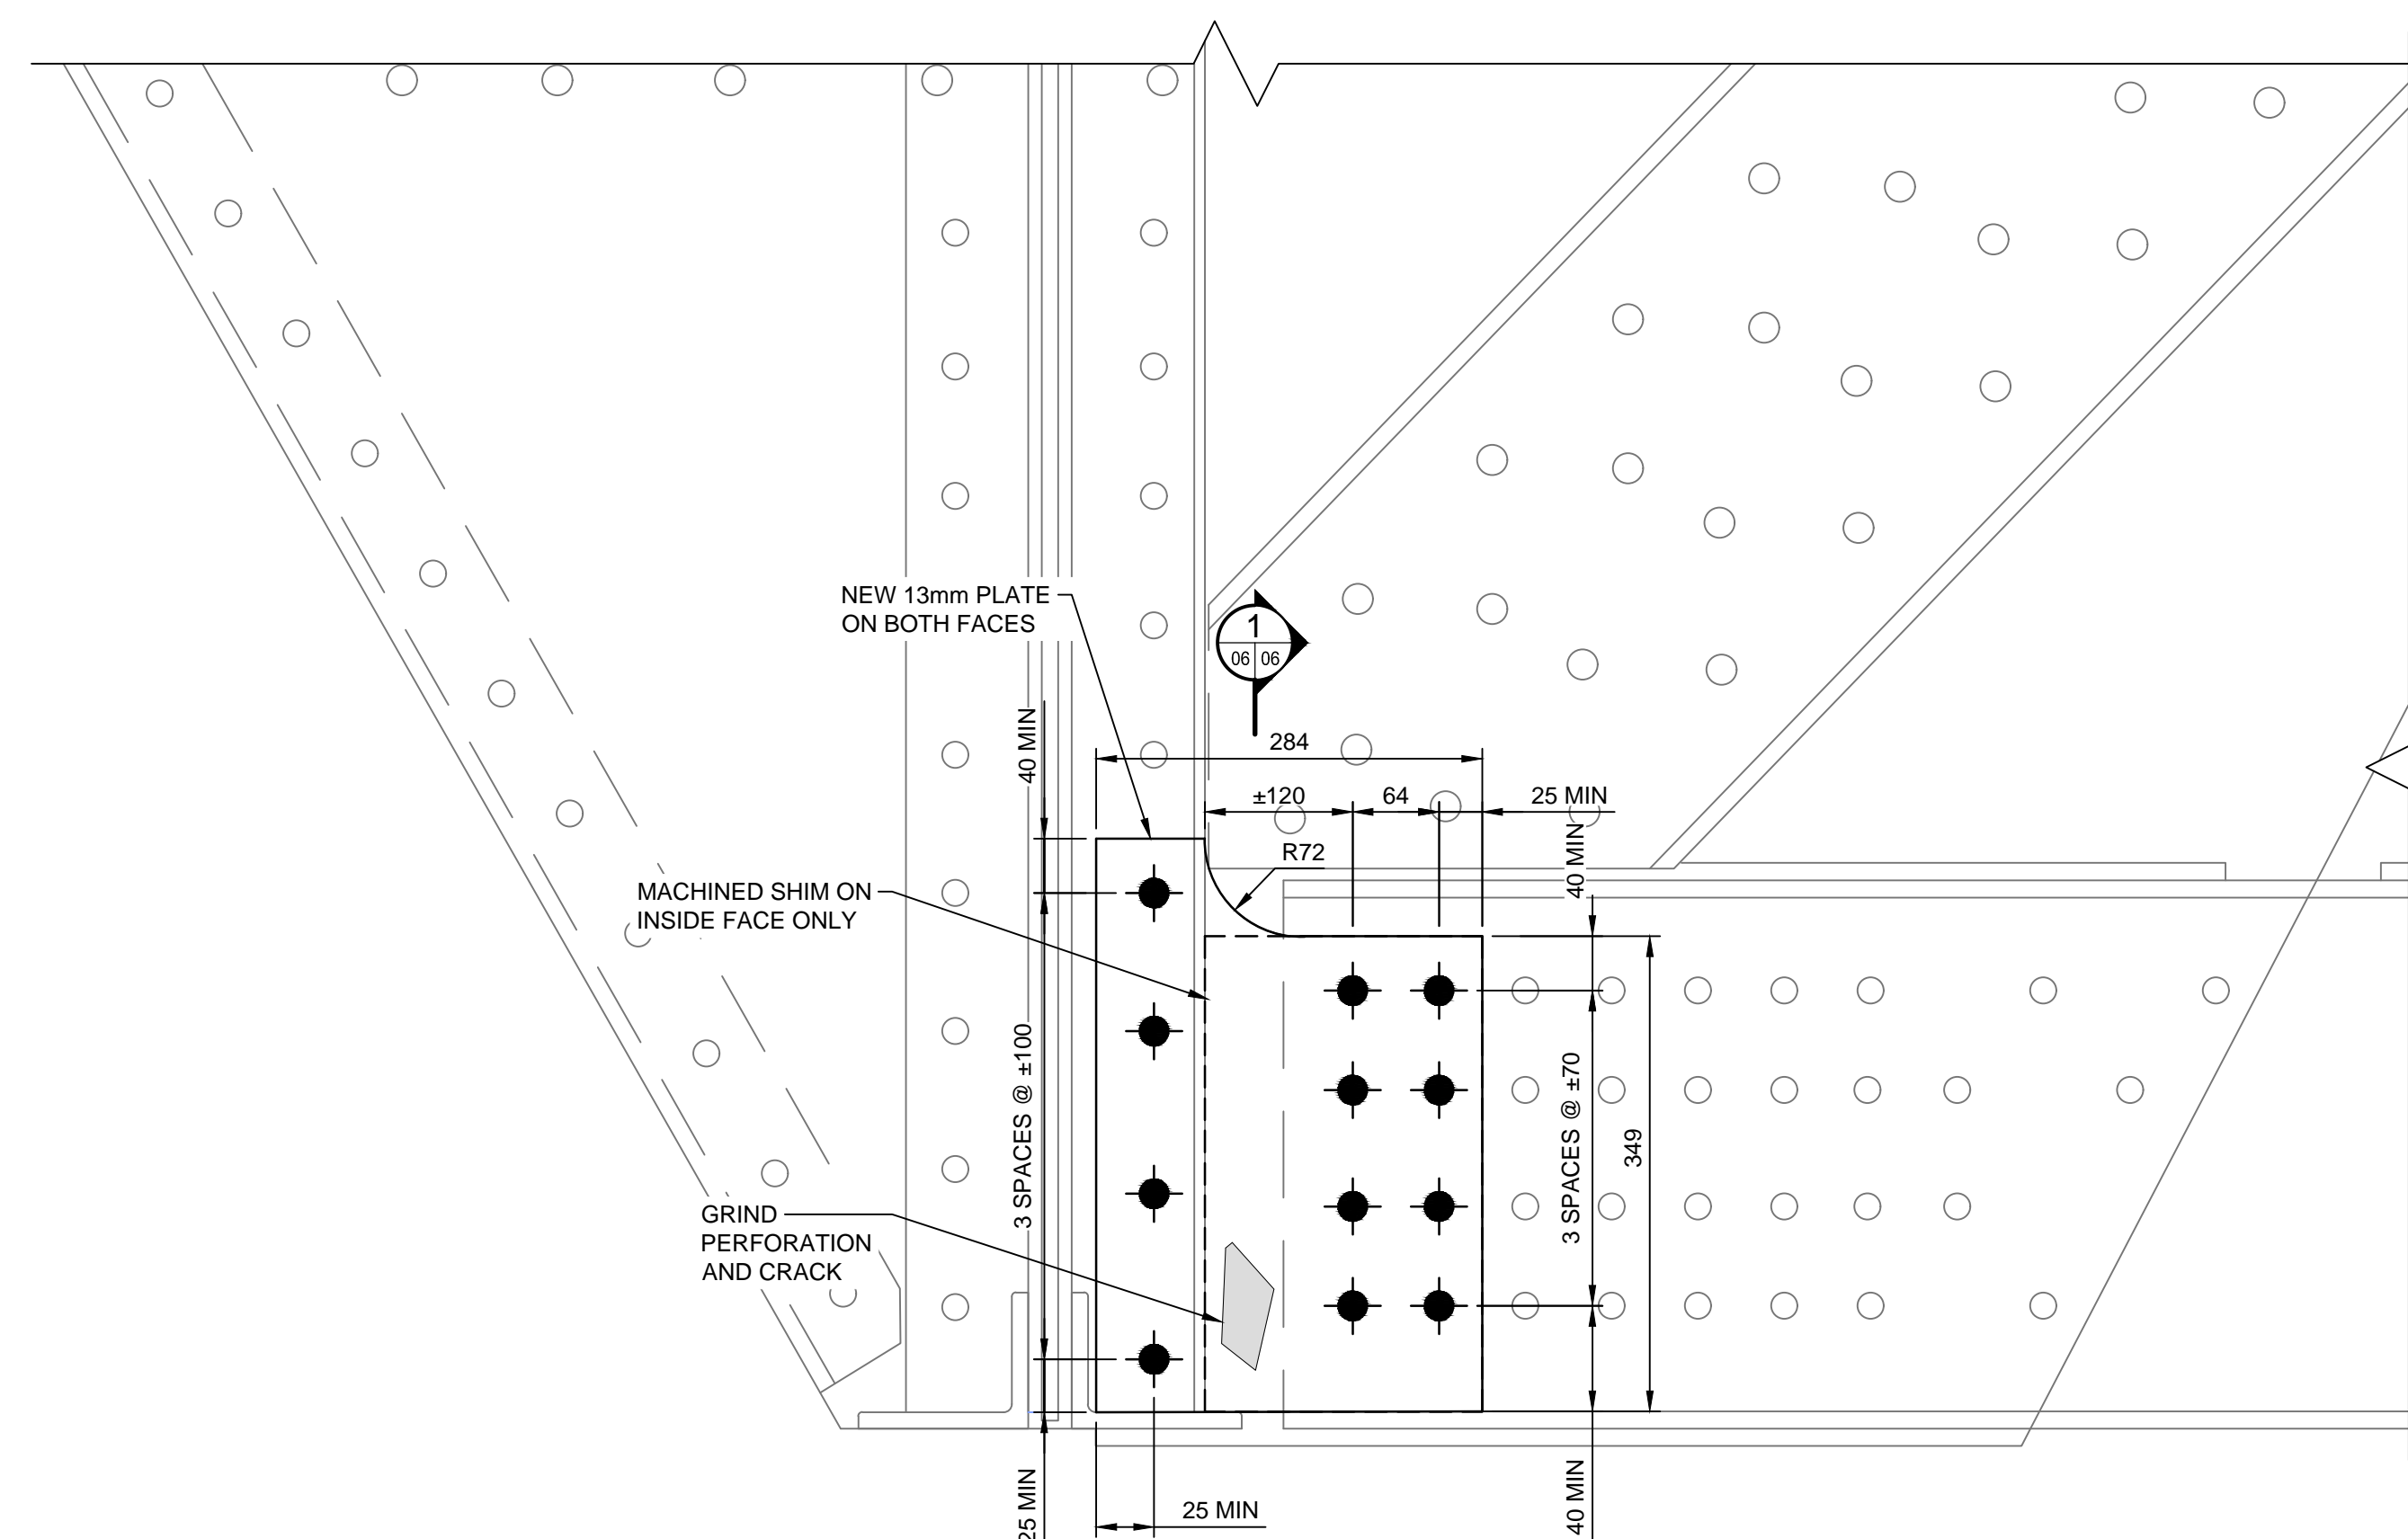 NEW 13mm PLATE
ON BOTH FACES
1
06 06
40 MIN
284
±120
64
25 MIN
40 MIN
R72
MACHINED SHIM ON
INSIDE FACE ONLY
3 SPACES @ ±100
3 SPACES @ ±70
349
GRIND
PERFORATION
AND CRACK
25 MIN
25 MIN
40 MIN